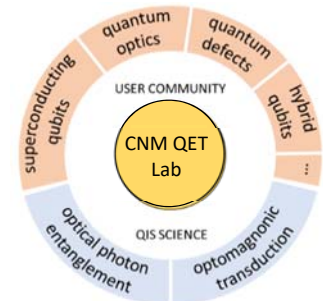 superconducting
qubits
quantum
optics
quantum
defects
hybrid
qubits
...
USER COMMUNITY
CNM QET
Lab
QIS SCIENCE
optical photon
entanglement
optomagnonic
transduction